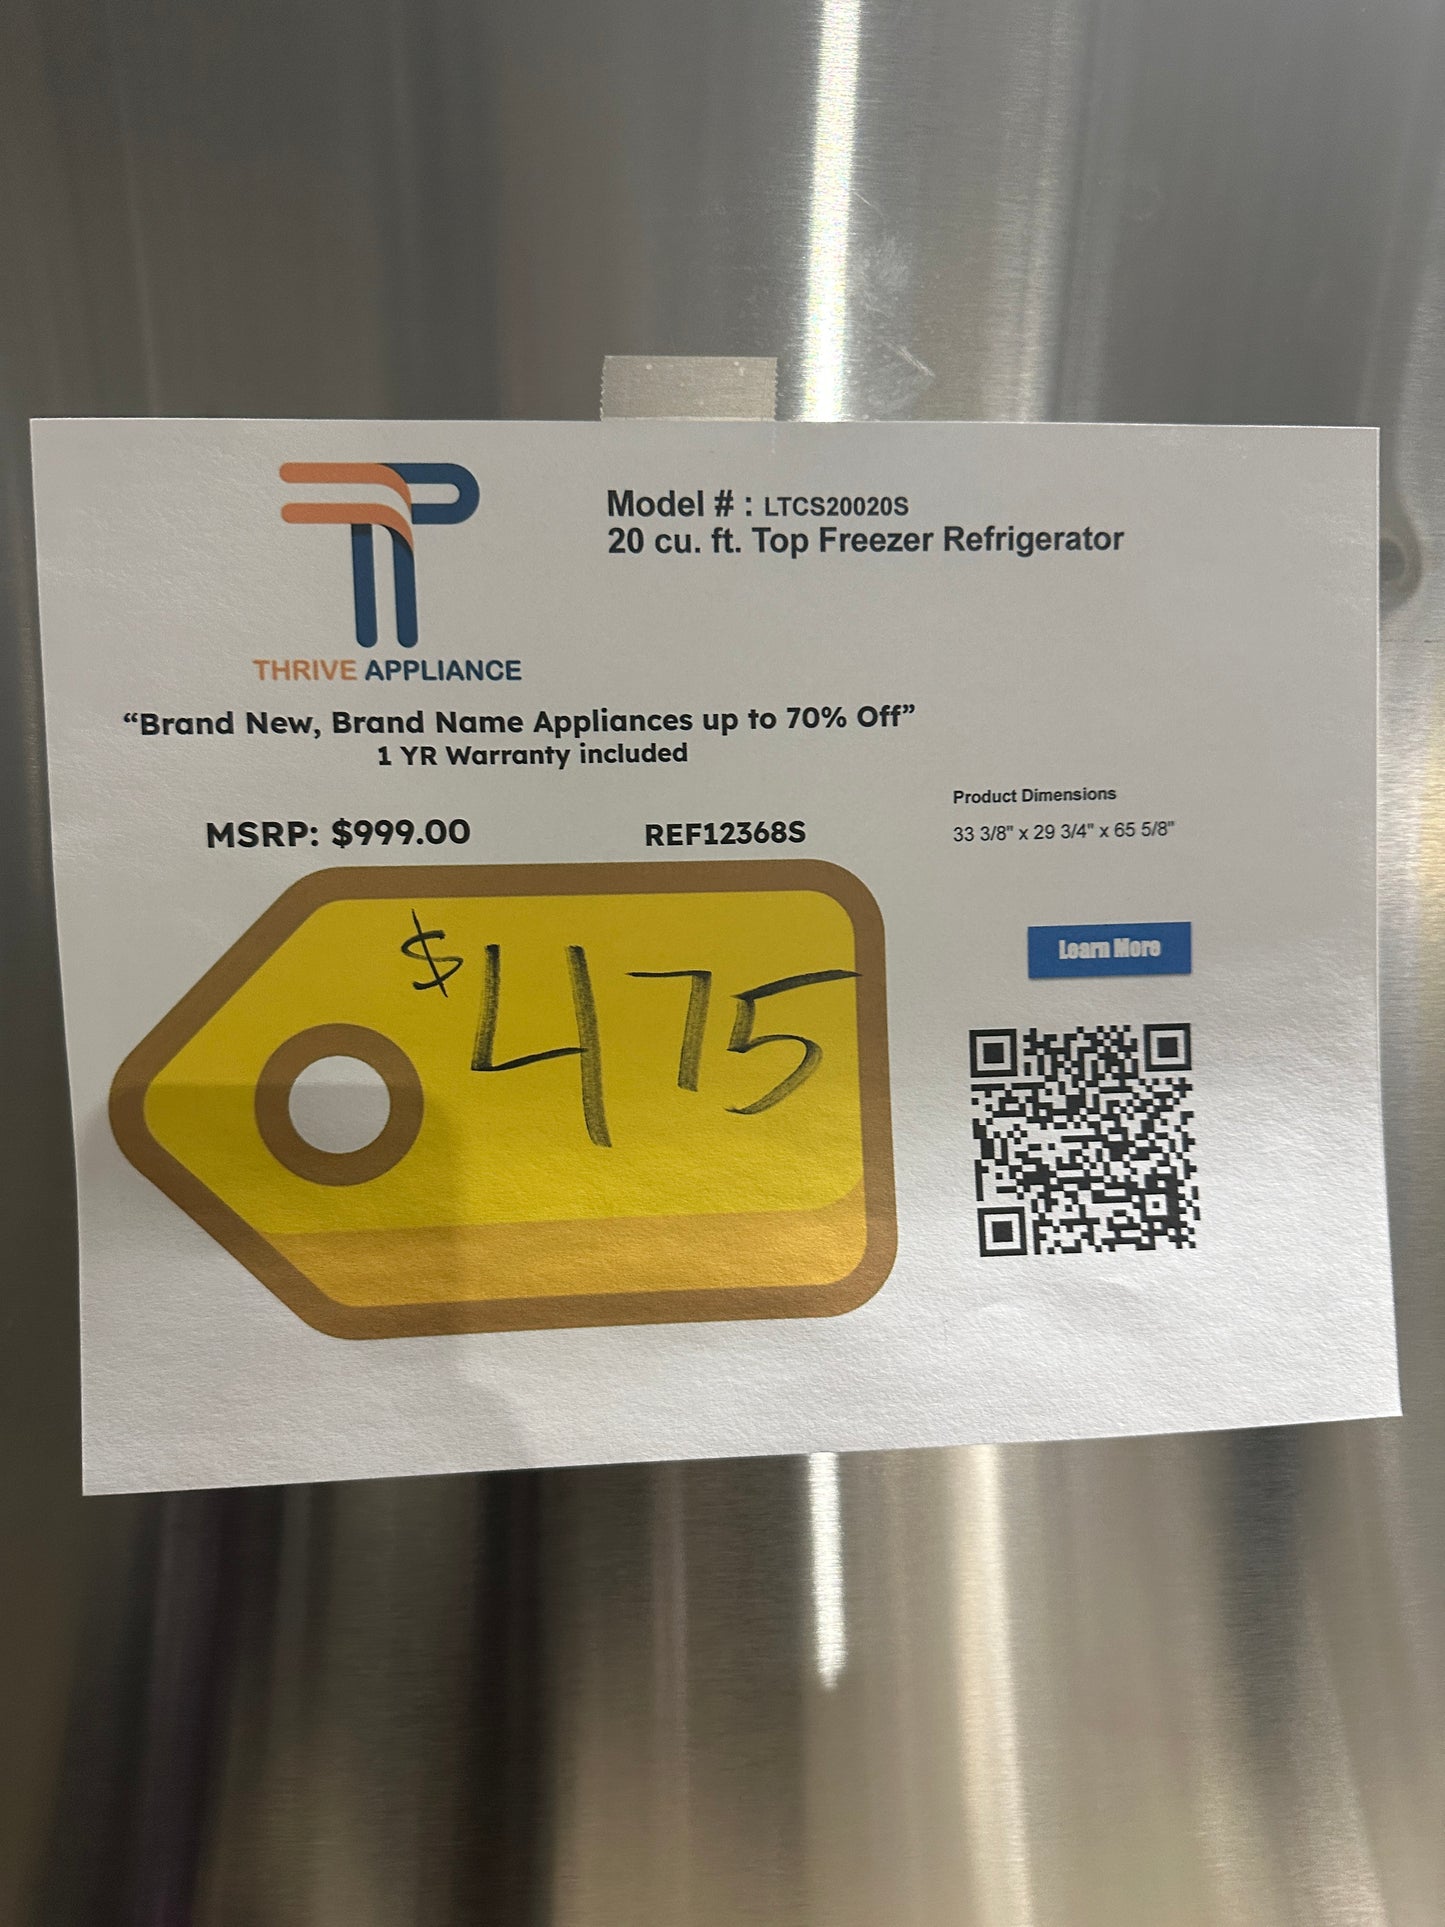 Model # : LTCS20020S
20 cu. ft. Top Freezer Refrigerator
THRIVE APPLIANCE
“Brand New, Brand Name Appliances up to 70% Off”
1 YR Warranty included
MSRP: $999.00
REF12368S
Product Dimensions
33 3/8" x 29 3/4" x 65 5/8"
$475
Learn More